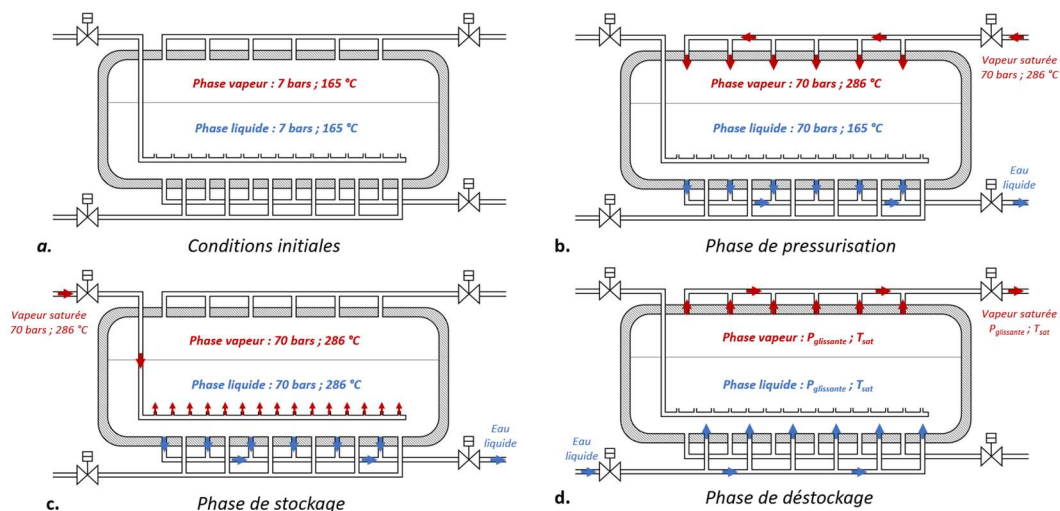 Phase vapeur : 7 bars ; 165 °C
Phase liquide : 7 bars ; 165 °C
a.
Conditions initiales
Phase vapeur : 70 bars ; 286 °C
Phase liquide : 70 bars ; 165 °C
Vapeur saturée
70 bars ; 286 °C
Eau
liquide
b.
Phase de pressurisation
Vapeur saturée
70 bars ; 286 °C
Phase vapeur : 70 bars ; 286 °C
Phase liquide : 70 bars ; 286 °C
Eau
liquide
c.
Phase de stockage
Phase vapeur : Pglissante ; Tsat
Phase liquide : Pglissante ; Tsat
Vapeur saturée
Pglissante ; Tsat
Eau
liquide
d.
Phase de déstockage